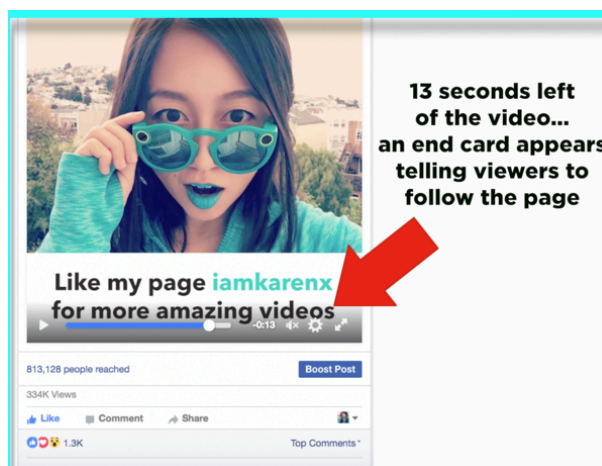 13 seconds left
of the video...
an end card appears
telling viewers to
follow the page
Like my page iamkarenx
for more amazing videos
-0:13
813,128 people reached
Boost Post
334K Views
Like Comment Share
1.3K
Top Comments